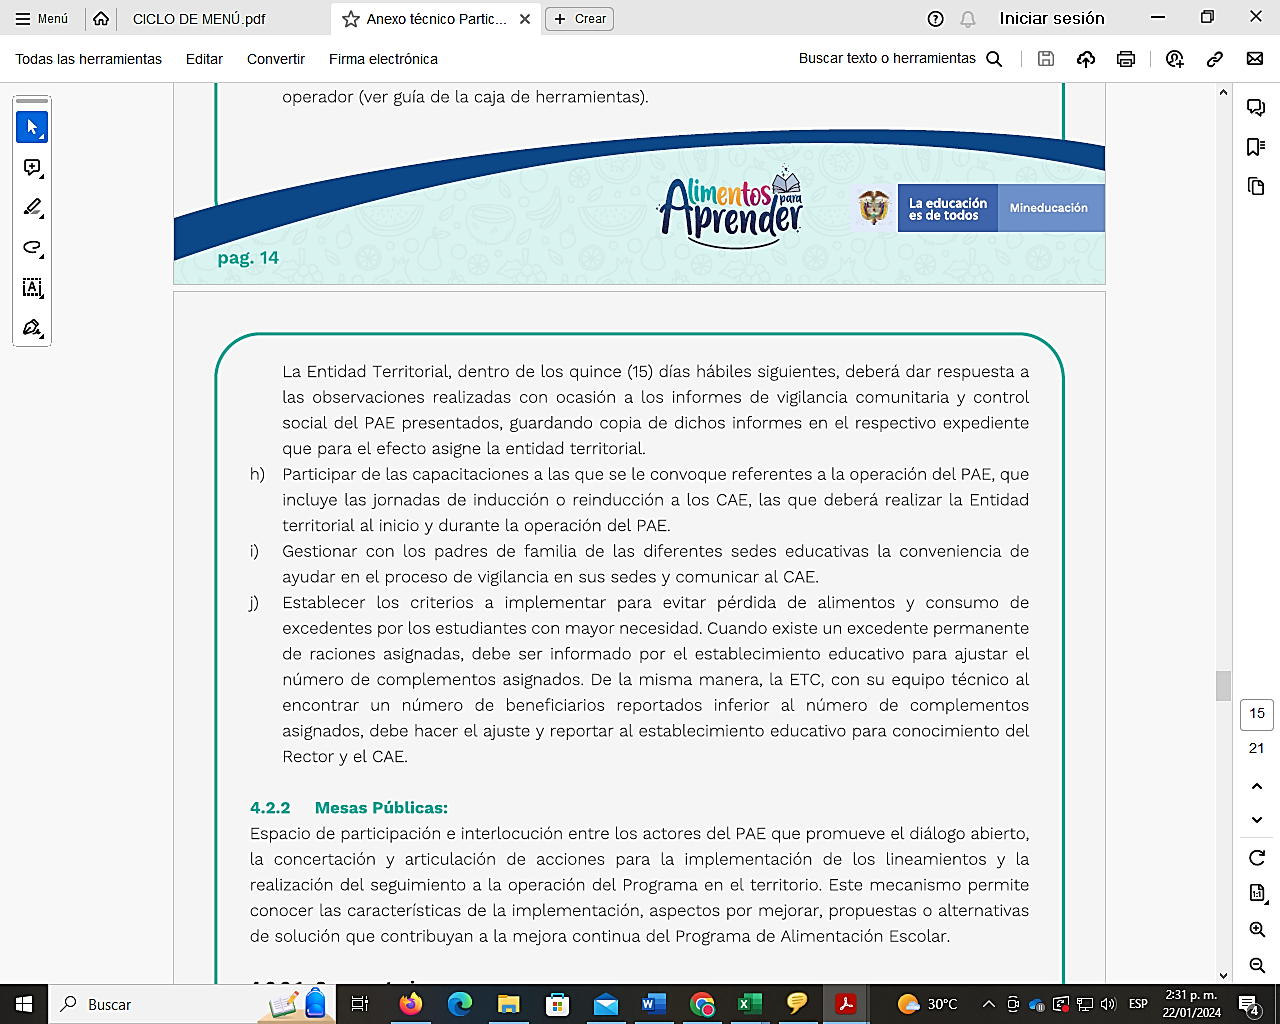 Menú
CICLO DE MENÚ.pdf
Anexo técnico Partic...
Crear
Iniciar sesión
Todas las herramientas
Editar
Convertir
Firma electrónica
Buscar texto o herramientas
operador (ver guía de la caja de herramientas).
Alimentos
para
Aprender
La educación
es de todos
Mineducación
pag. 14
La Entidad Territorial, dentro de los quince (15) días hábiles siguientes, deberá dar respuesta a
las observaciones realizadas con ocasión a los informes de vigilancia comunitaria y control
social del PAE presentados, guardando copia de dichos informes en el respectivo expediente
que para el efecto asigne la entidad territorial.
h) Participar de las capacitaciones a las que se le convoque referentes a la operación del PAE, que
incluye las jornadas de inducción o reinducción a los CAE, las que deberá realizar la Entidad
territorial al inicio y durante la operación del PAE.
i) Gestionar con los padres de familia de las diferentes sedes educativas la conveniencia de
ayudar en el proceso de vigilancia en sus sedes y comunicar al CAE.
j) Establecer los criterios a implementar para evitar pérdida de alimentos y consumo de
excedentes por los estudiantes con mayor necesidad. Cuando existe un excedente permanente
de raciones asignadas, debe ser informado por el establecimiento educativo para ajustar el
número de complementos asignados. De la misma manera, la ETC, con su equipo técnico al
encontrar un número de beneficiarios reportados inferior al número de complementos
asignados, debe hacer el ajuste y reportar al establecimiento educativo para conocimiento del
Rector y el CAE.
4.2.2 Mesas Públicas:
Espacio de participación e interlocución entre los actores del PAE que promueve el diálogo abierto,
la concertación y articulación de acciones para la implementación de los lineamientos y la
realización del seguimiento a la operación del Programa en el territorio. Este mecanismo permite
conocer las características de la implementación, aspectos por mejorar, propuestas o alternativas
de solución que contribuyan a la mejora continua del Programa de Alimentación Escolar.
15
21
1:1
Buscar
30°C
ESP
2:31 p. m.
22/01/2024
4